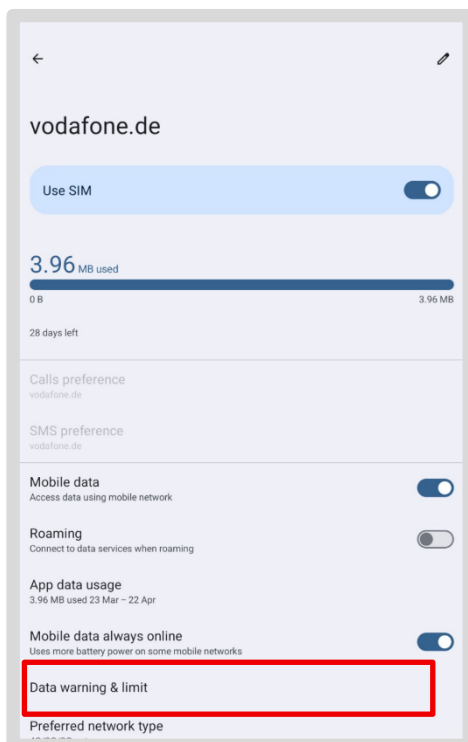 vodafone.de
Use SIM
3.96 MB used
0 B 3.96 MB
28 days left
Calls preference
vodafone.de
SMS preference
vodafone.de
Mobile data
Access data using mobile network
Roaming
Connect to data services when roaming
App data usage
3.96 MB used 23 Mar – 22 Apr
Mobile data always online
Uses more battery power on some mobile networks
Data warning & limit
Preferred network type